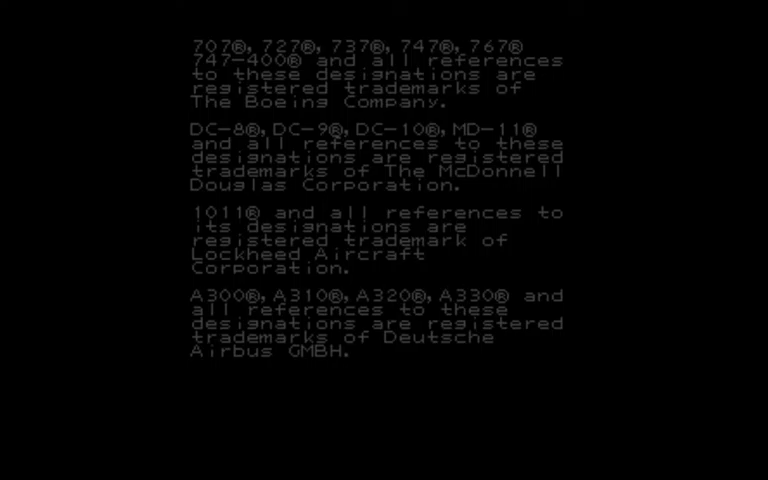 707®, 727®, 737®, 747®, 767®
747-400® and all references
to these designations are
registered trademarks of
The Boeing Company.
DC-8®, DC-9®, DC-10®, MD-11®
and all references to these
designations are registered
trademarks of The McDonnell
Douglas Corporation.
1011® and all references to
its designations are
registered trademark of
Lockheed Aircraft
Corporation.
A300®, A310®, A320®, A330® and
all references to these
designations are registered
trademarks of Deutsche
Airbus GMBH.